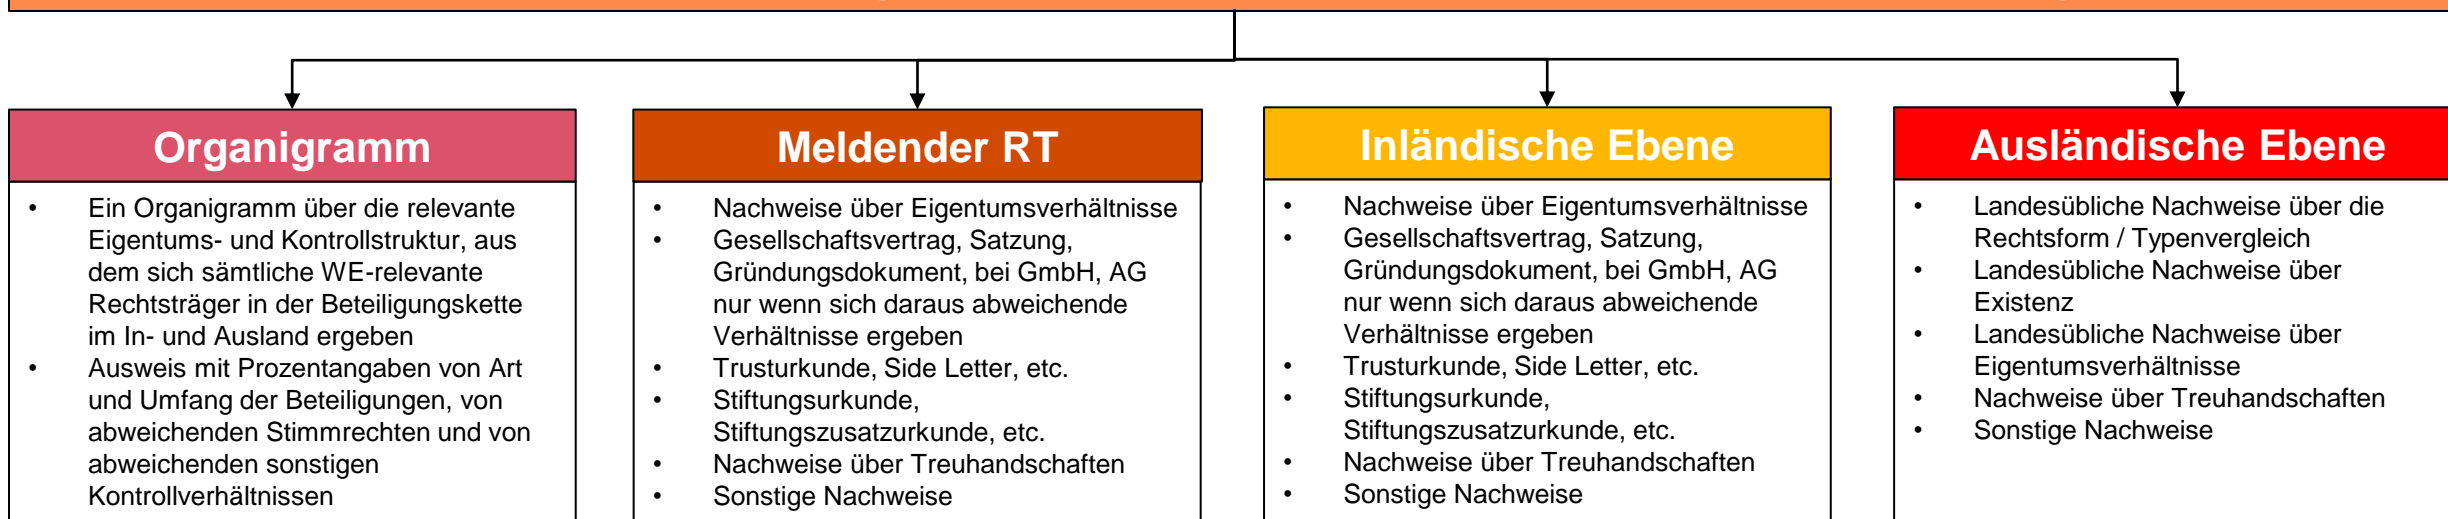 Organigramm
• Ein Organigramm über die relevante
Eigentums- und Kontrollstruktur, aus
dem sich sämtliche WE-relevante
Rechtsträger in der Beteiligungskette
im In- und Ausland ergeben
• Ausweis mit Prozentangaben von Art
und Umfang der Beteiligungen, von
abweichenden Stimmrechten und von
abweichenden sonstigen
Kontrollverhältnissen
Meldender RT
• Nachweise über Eigentumsverhältnisse
• Gesellschaftsvertrag, Satzung,
Gründungsdokument, bei GmbH, AG
nur wenn sich daraus abweichende
Verhältnisse ergeben
• Trusturkunde, Side Letter, etc.
• Stiftungsurkunde,
Stiftungszusatzurkunde, etc.
• Nachweise über Treuhandschaften
• Sonstige Nachweise
Inländische Ebene
• Nachweise über Eigentumsverhältnisse
• Gesellschaftsvertrag, Satzung,
Gründungsdokument, bei GmbH, AG
nur wenn sich daraus abweichende
Verhältnisse ergeben
• Trusturkunde, Side Letter, etc.
• Stiftungsurkunde,
Stiftungszusatzurkunde, etc.
• Nachweise über Treuhandschaften
• Sonstige Nachweise
Ausländische Ebene
• Landesübliche Nachweise über die
Rechtsform / Typenvergleich
• Landesübliche Nachweise über
Existenz
• Landesübliche Nachweise über
Eigentumsverhältnisse
• Nachweise über Treuhandschaften
• Sonstige Nachweise